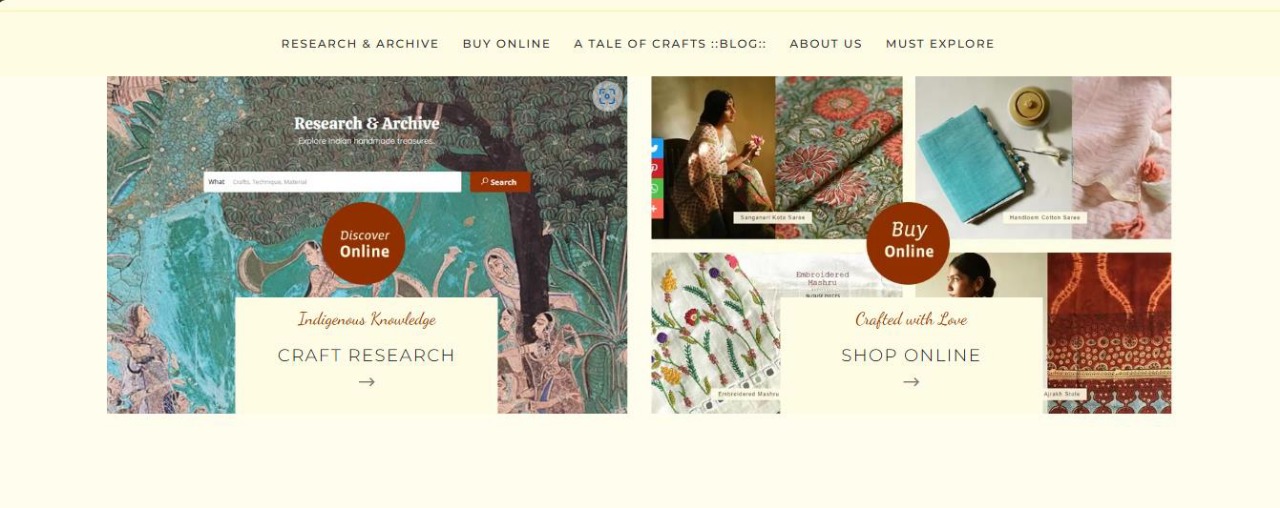 RESEARCH & ARCHIVE
BUY ONLINE
A TALE OF CRAFTS ::BLOG::
ABOUT US
MUST EXPLORE
Research & Archive
Explore Indian handmade treasures.
What
Crafts, Technique, Material
Search
Discover
Online
Indigenous Knowledge
CRAFT RESEARCH
→
Sanganeri Kota Saree
Handloom Cotton Saree
Buy
Online
Embroidered
Mashru
Crafted with Love
SHOP ONLINE
→
Embroidered Mashru
Ajrakh Stole